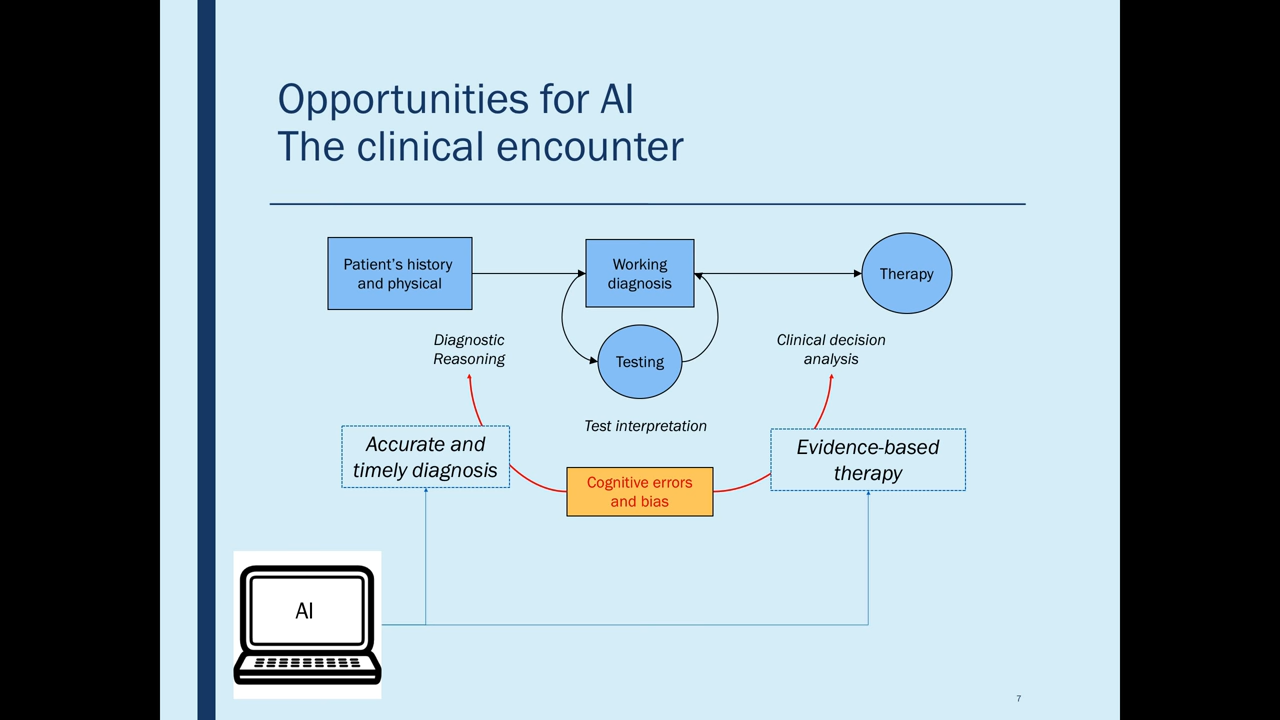 Opportunities for AI
The clinical encounter
Patient’s history
and physical
Working
diagnosis
Therapy
Testing
Diagnostic
Reasoning
Clinical decision
analysis
Test interpretation
Accurate and
timely diagnosis
Evidence-based
therapy
Cognitive errors
and bias
AI
7